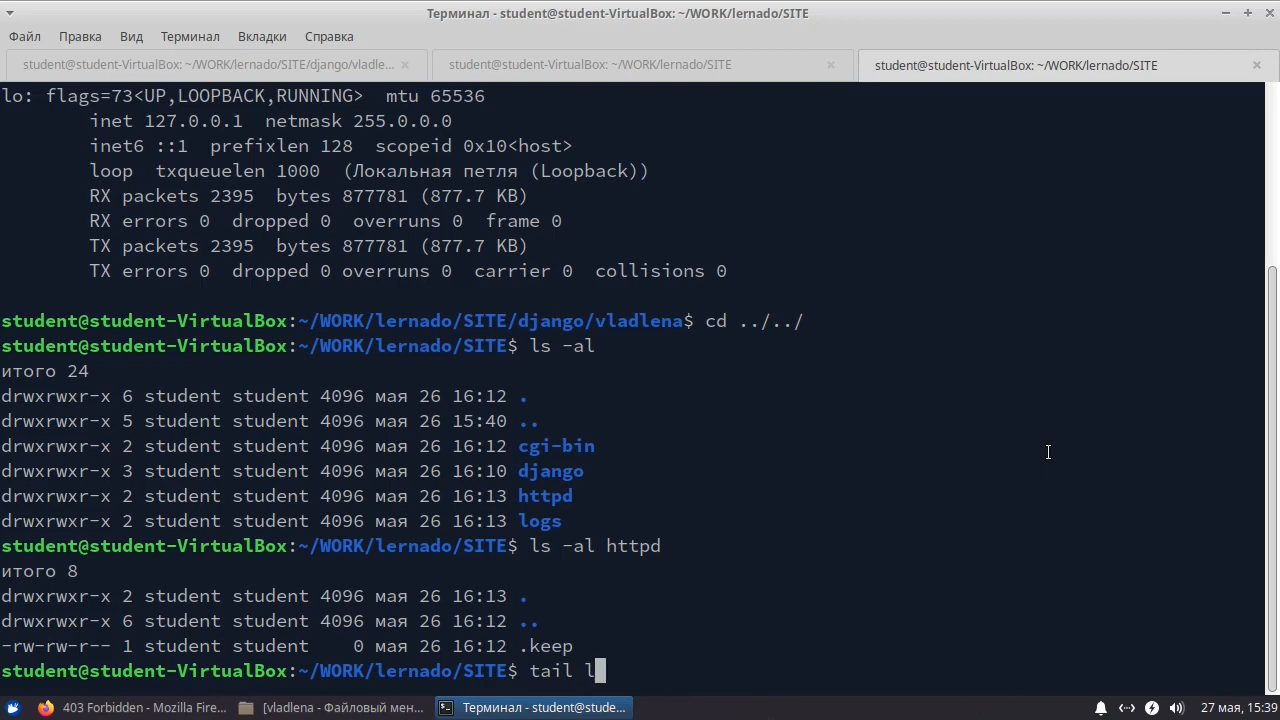 Терминал - student@student-VirtualBox: ~/WORK/lernado/SITE
Файл Правка Вид Терминал Вкладки Справка
student@student-VirtualBox: ~/WORK/lernado/SITE/django/vladle... student@student-VirtualBox: ~/WORK/lernado/SITE student@student-VirtualBox: ~/WORK/lernado/SITE
lo: flags=73<UP,LOOPBACK,RUNNING>  mtu 65536
        inet 127.0.0.1  netmask 255.0.0.0
        inet6 ::1  prefixlen 128  scopeid 0x10<host>
        loop  txqueuelen 1000  (Локальная петля (Loopback))
        RX packets 2395  bytes 877781 (877.7 KB)
        RX errors 0  dropped 0  overruns 0  frame 0
        TX packets 2395  bytes 877781 (877.7 KB)
        TX errors 0  dropped 0 overruns 0  carrier 0  collisions 0
student@student-VirtualBox:~/WORK/lernado/SITE/django/vladlena$ cd ../../
student@student-VirtualBox:~/WORK/lernado/SITE$ ls -al
итого 24
drwxrwxr-x 6 student student 4096 мая 26 16:12 .
drwxrwxr-x 5 student student 4096 мая 26 15:40 ..
drwxrwxr-x 2 student student 4096 мая 26 16:12 cgi-bin
drwxrwxr-x 3 student student 4096 мая 26 16:10 django
drwxrwxr-x 2 student student 4096 мая 26 16:13 httpd
drwxrwxr-x 2 student student 4096 мая 26 16:13 logs
student@student-VirtualBox:~/WORK/lernado/SITE$ ls -al httpd
итого 8
drwxrwxr-x 2 student student 4096 мая 26 16:13 .
drwxrwxr-x 6 student student 4096 мая 26 16:12 ..
-rw-rw-r-- 1 student student    0 мая 26 16:12 .keep
student@student-VirtualBox:~/WORK/lernado/SITE$ tail l
403 Forbidden - Mozilla Fire... [vladlena - Файловый мен... Терминал - student@stude... 27 мая, 15:39